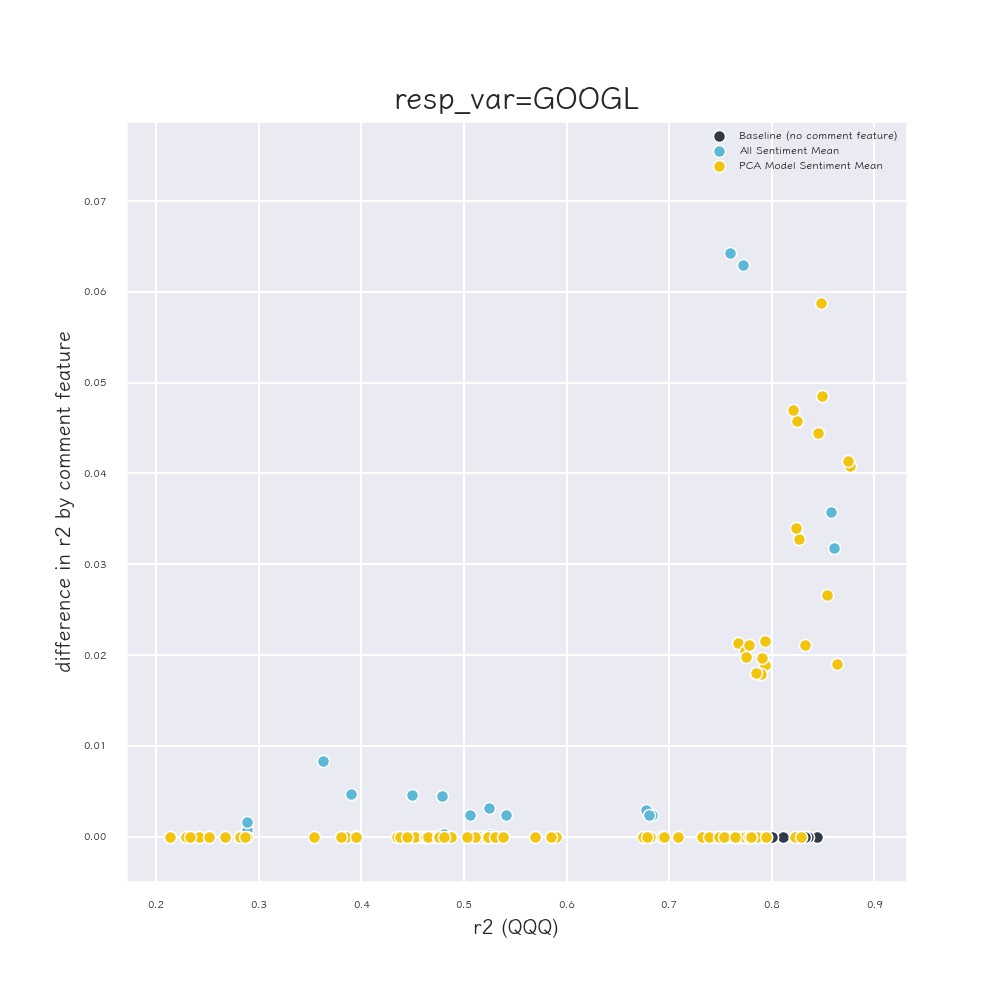 resp_var=GOOGL
Baseline (no comment feature)
All Sentiment Mean
PCA Model Sentiment Mean
difference in r2 by comment feature
0.07
0.06
0.05
0.04
0.03
0.02
0.01
0.00
0.2 0.3 0.4 0.5 0.6 0.7 0.8 0.9
r2 (QQQ)